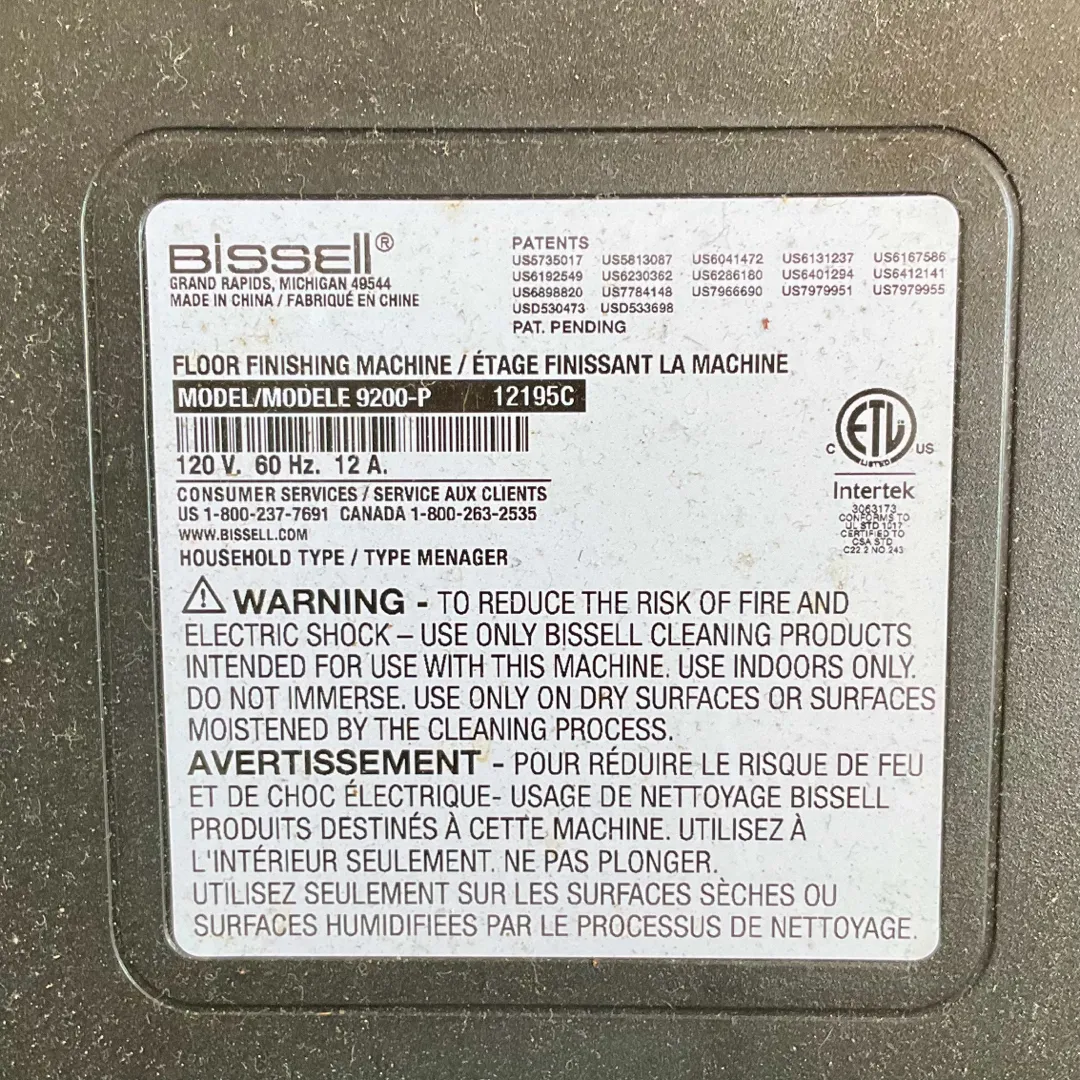 BISSELL®
GRAND RAPIDS, MICHIGAN 49544
MADE IN CHINA / FABRIQUÉ EN CHINE
PATENTS
US5735017 US5813087 US6041472 US6131237 US6167586
US6192549 US6230362 US6286180 US6401294 US6412141
US6898820 US7784148 US7966690 US7979951 US7979955
USD530473 USD533698
PAT. PENDING
FLOOR FINISHING MACHINE / ÉTAGE FINISSANT LA MACHINE
MODEL/MODELE 9200-P 12195C
120 V. 60 Hz. 12 A.
CONSUMER SERVICES / SERVICE AUX CLIENTS
US 1-800-237-7691 CANADA 1-800-263-2535
WWW.BISSELL.COM
HOUSEHOLD TYPE / TYPE MENAGER
C ETL US
LISTED
Intertek
3063173
CONFORMS TO
UL STD 1017
CERTIFIED TO
CSA STD
C22.2 NO 243
WARNING - TO REDUCE THE RISK OF FIRE AND
ELECTRIC SHOCK – USE ONLY BISSELL CLEANING PRODUCTS
INTENDED FOR USE WITH THIS MACHINE. USE INDOORS ONLY.
DO NOT IMMERSE. USE ONLY ON DRY SURFACES OR SURFACES
MOISTENED BY THE CLEANING PROCESS.
AVERTISSEMENT - POUR RÉDUIRE LE RISQUE DE FEU
ET DE CHOC ÉLECTRIQUE- USAGE DE NETTOYAGE BISSELL
PRODUITS DESTINÉS À CETTE MACHINE. UTILISEZ À
L'INTÉRIEUR SEULEMENT. NE PAS PLONGER.
UTILISEZ SEULEMENT SUR LES SURFACES SÈCHES OU
SURFACES HUMIDIFIEES PAR LE PROCESSUS DE NETTOYAGE.